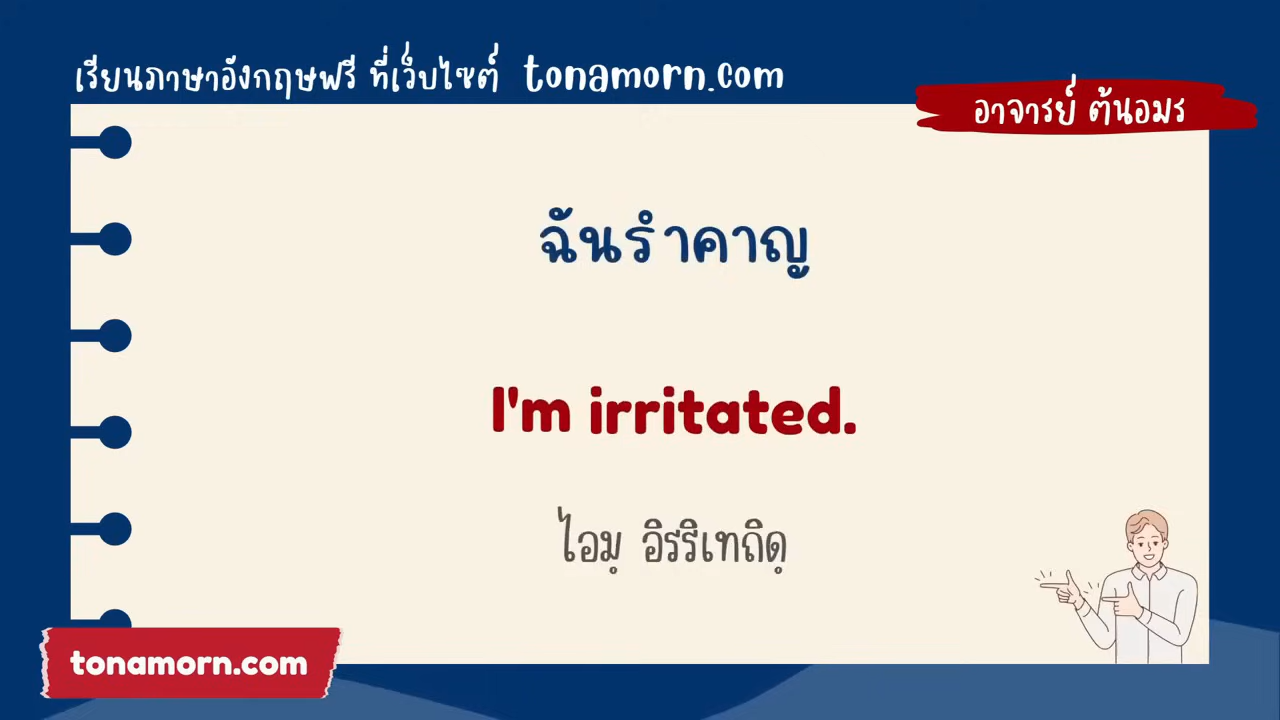 เรียนภาษาอังกฤษฟรี ที่เว็บไซต์ tonamorn.com
อาจารย์ ต้นอมร
ฉันรำคาญ
I'm irritated.
ไอมฺ อิรริเทถิดฺ
tonamorn.com